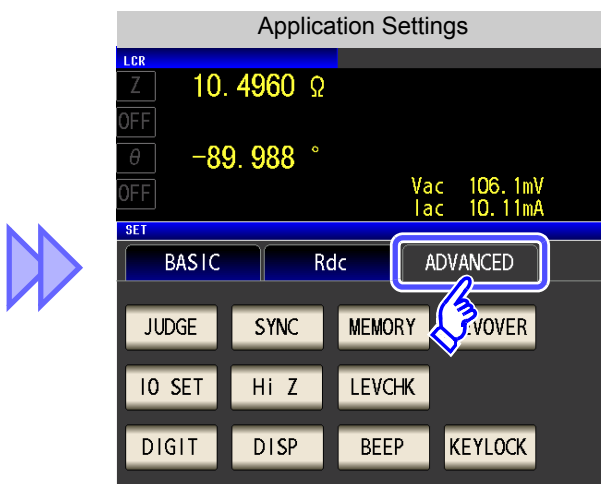 Application Settings
LCR
Z 10.4960 Ω
OFF
θ -89.988 °
OFF
Vac 106.1mV
Iac 10.11mA
SET
BASIC Rdc ADVANCED
JUDGE SYNC MEMORY
IO SET Hi Z LEVCHK
DIGIT DISP BEEP KEYLOCK